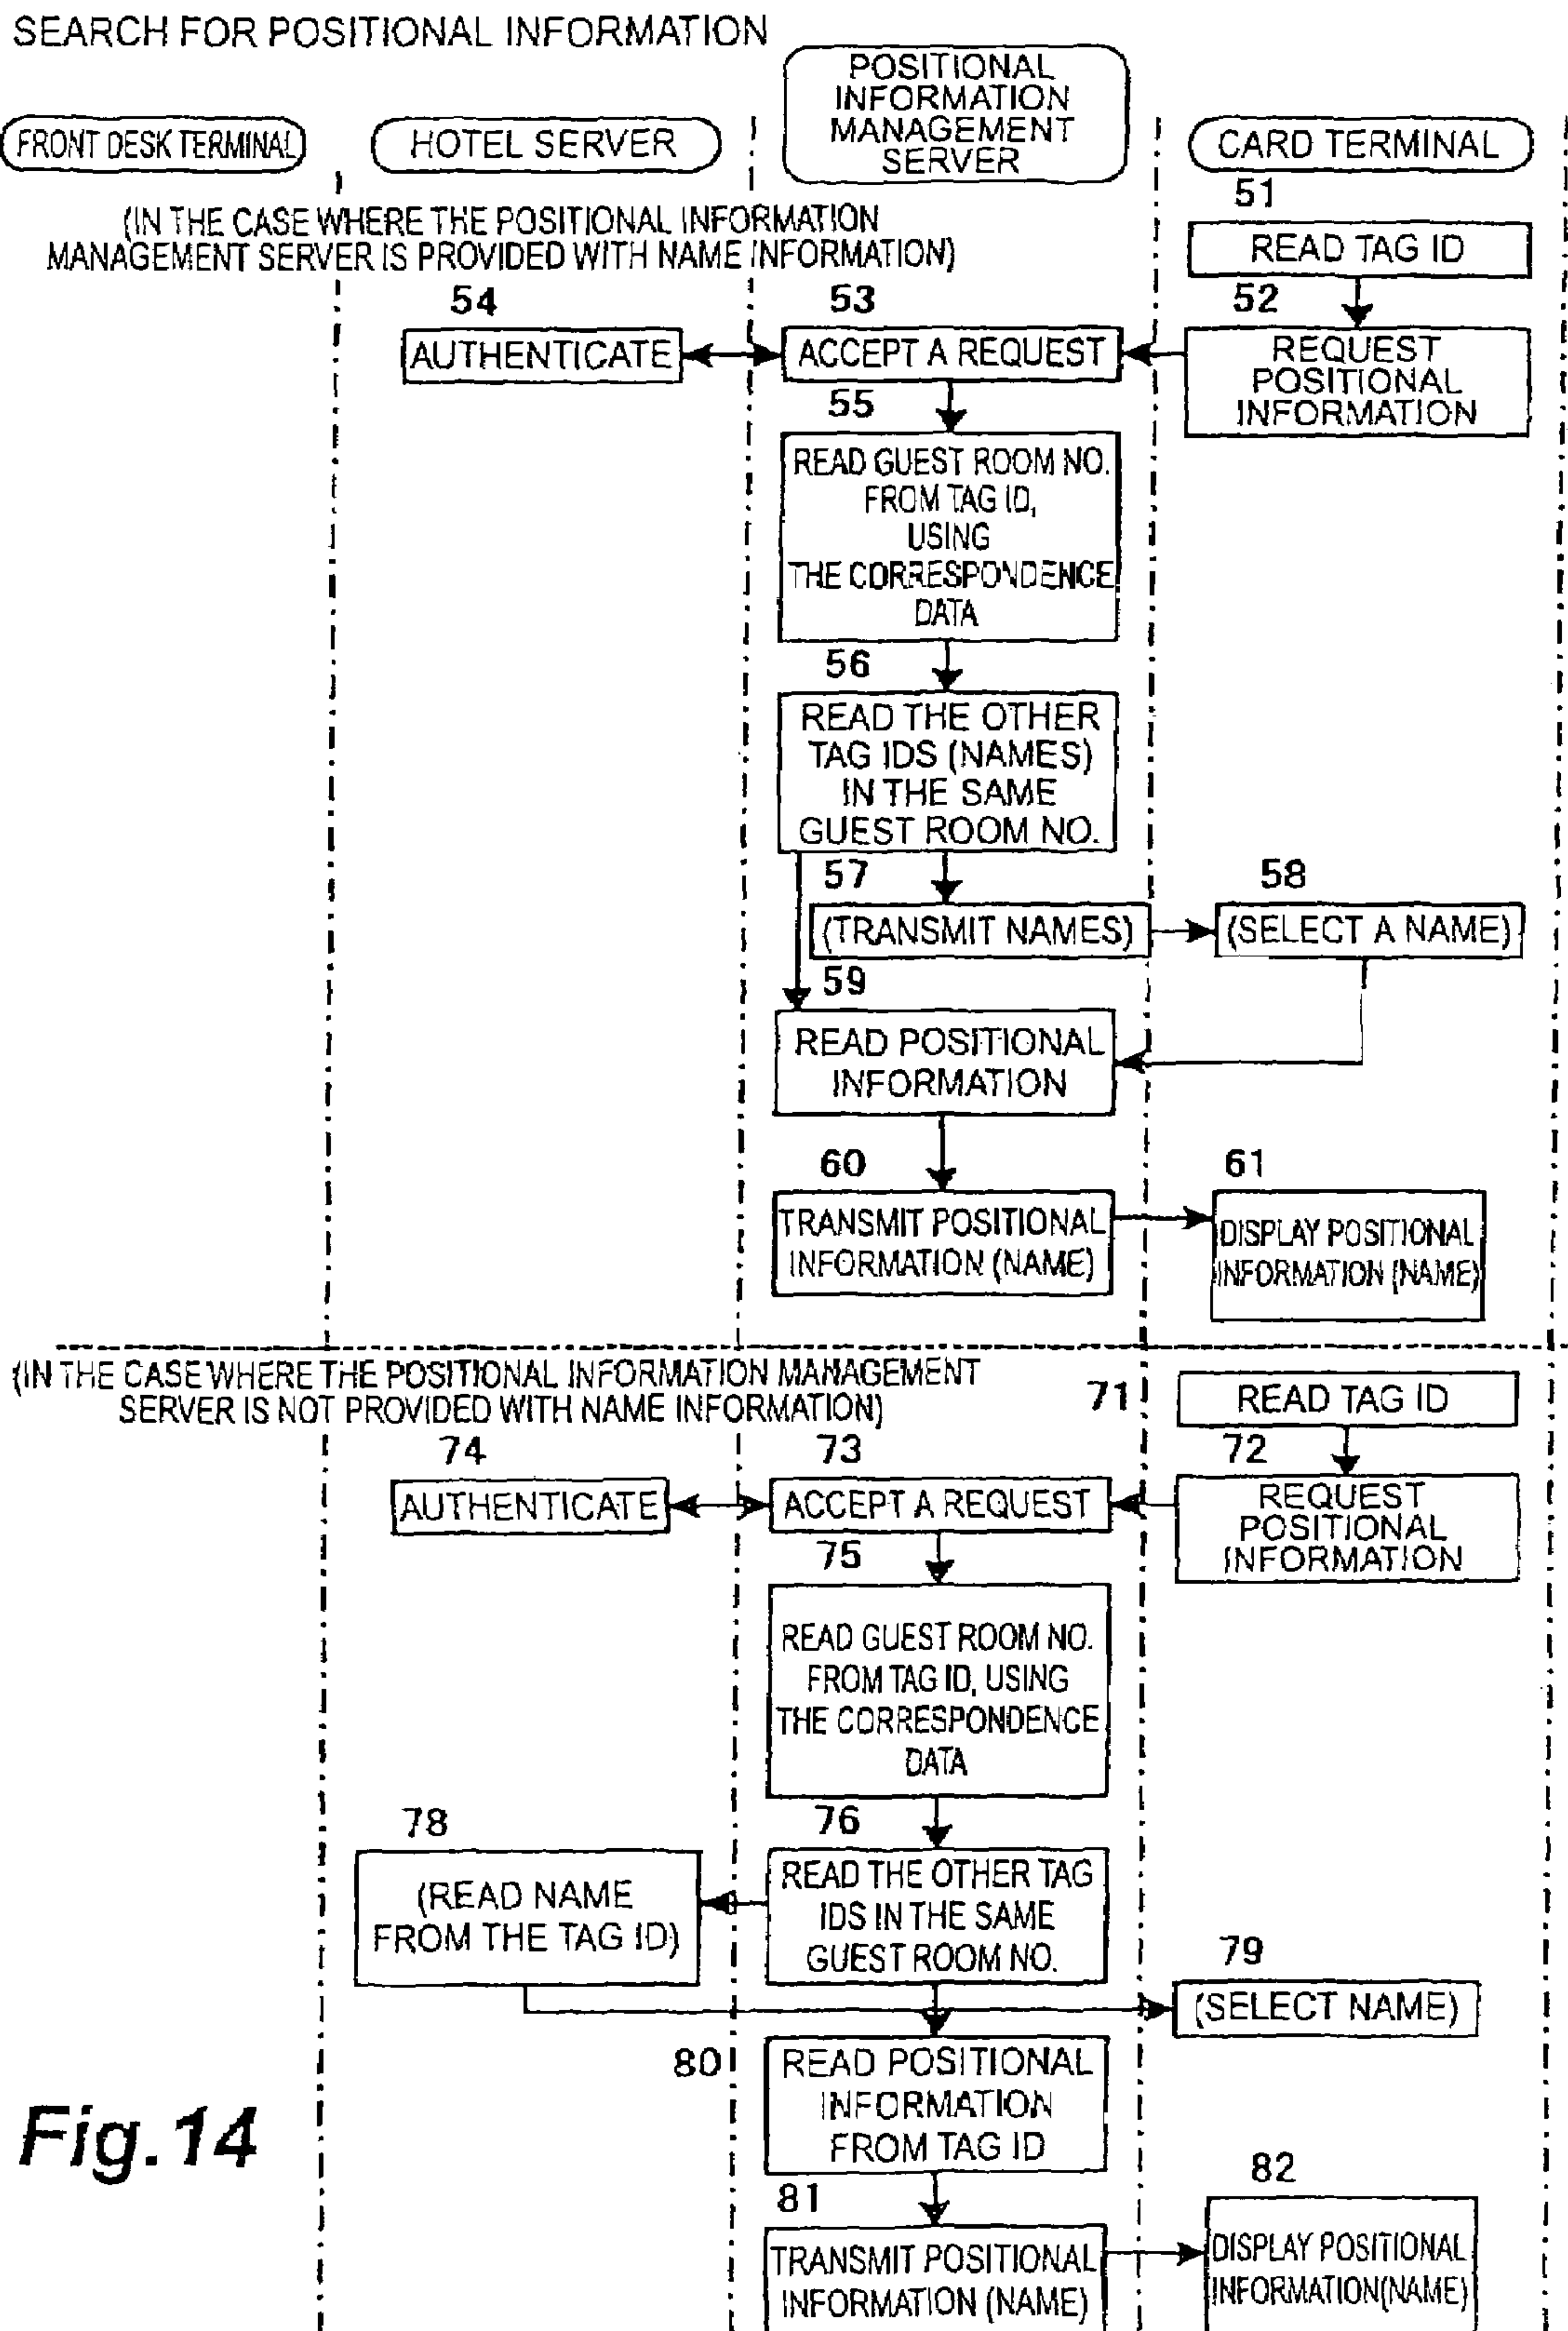 SEARCH FOR POSITIONAL INFORMATION
FRONT DESK TERMINAL
HOTEL SERVER
POSITIONAL
INFORMATION
MANAGEMENT
SERVER
CARD TERMINAL
(IN THE CASE WHERE THE POSITIONAL INFORMATION
MANAGEMENT SERVER IS PROVIDED WITH NAME INFORMATION)
51
READ TAG ID
54
AUTHENTICATE
53
ACCEPT A REQUEST
52
REQUEST
POSITIONAL
INFORMATION
55
READ GUEST ROOM NO.
FROM TAG ID,
USING
THE CORRESPONDENCE
DATA
56
READ THE OTHER
TAG IDS (NAMES)
IN THE SAME
GUEST ROOM NO.
57
(TRANSMIT NAMES)
58
(SELECT A NAME)
59
READ POSITIONAL
INFORMATION
60
TRANSMIT POSITIONAL
INFORMATION (NAME)
61
DISPLAY POSITIONAL
INFORMATION (NAME)
(IN THE CASE WHERE THE POSITIONAL INFORMATION MANAGEMENT
SERVER IS NOT PROVIDED WITH NAME INFORMATION)
71
READ TAG ID
74
AUTHENTICATE
73
ACCEPT A REQUEST
72
REQUEST
POSITIONAL
INFORMATION
75
READ GUEST ROOM NO.
FROM TAG ID, USING
THE CORRESPONDENCE
DATA
78
(READ NAME
FROM THE TAG ID)
76
READ THE OTHER TAG
IDS IN THE SAME
GUEST ROOM NO.
79
(SELECT NAME)
80
READ POSITIONAL
INFORMATION
FROM TAG ID
81
TRANSMIT POSITIONAL
INFORMATION (NAME)
82
DISPLAY POSITIONAL
INFORMATION(NAME)
Fig.14